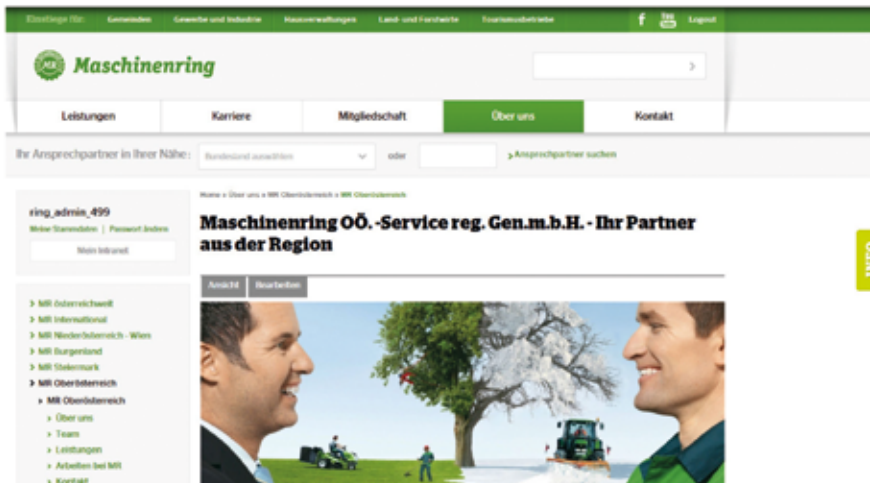 Einstiege für: Gemeinden Gewerbe und Industrie Hausverwaltungen Land- und Forstwirte Tourismusbetriebe f You Tube Logout
MR Maschinenring
Leistungen Karriere Mitgliedschaft Über uns Kontakt
Ihr Ansprechpartner in Ihrer Nähe: Bundesland auswählen oder > Ansprechpartner suchen
Home » Über uns » MR Oberösterreich » MR Oberösterreich
ring_admin_499
Meine Stammdaten | Passwort ändern
Mein Intranet
Maschinenring OÖ. -Service reg. Gen.m.b.H. - Ihr Partner
aus der Region
Ansicht Bearbeiten
> MR österreichweit
> MR International
> MR Niederösterreich - Wien
> MR Burgenland
> MR Steiermark
> MR Oberösterreich
> MR Oberösterreich
> Über uns
> Team
> Leistungen
> Arbeiten bei MR
> Kontakt
INFO